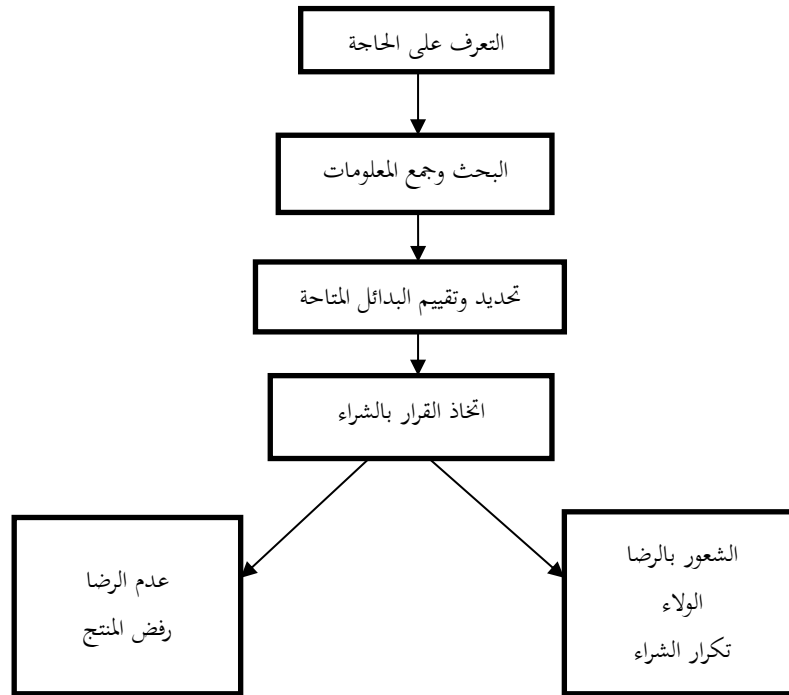 التعرف على الحاجة
البحث وجمع المعلومات
تحديد وتقييم البدائل المتاحة
اتخاذ القرار بالشراء
الشعور بالرضا
الولاء
تكرار الشراء
عدم الرضا
رفض المنتج